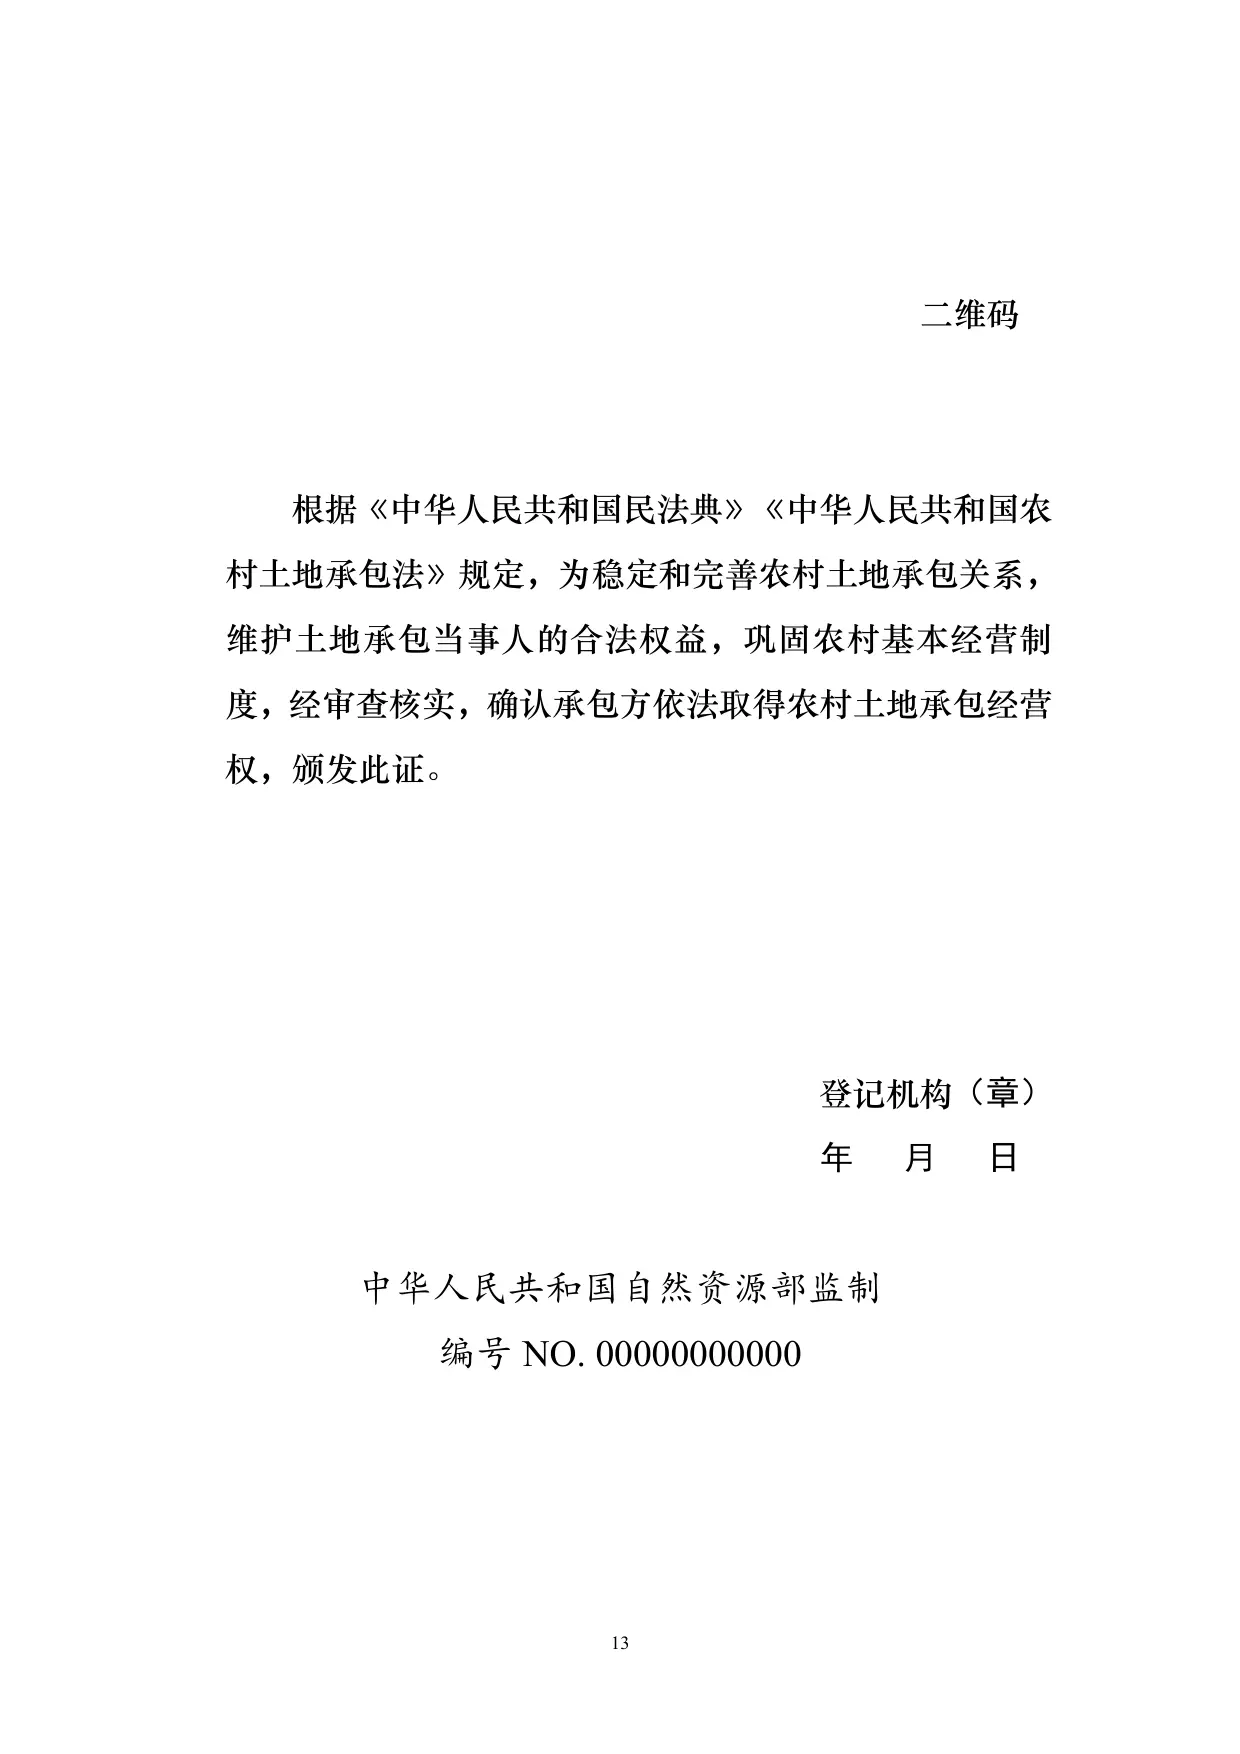 二维码
根据《中华人民共和国民法典》《中华人民共和国农
村土地承包法》规定，为稳定和完善农村土地承包关系，
维护土地承包当事人的合法权益，巩固农村基本经营制
度，经审查核实，确认承包方依法取得农村土地承包经营
权，颁发此证。
登记机构（章）
年 月 日
中华人民共和国自然资源部监制
编号 NO. 00000000000
13